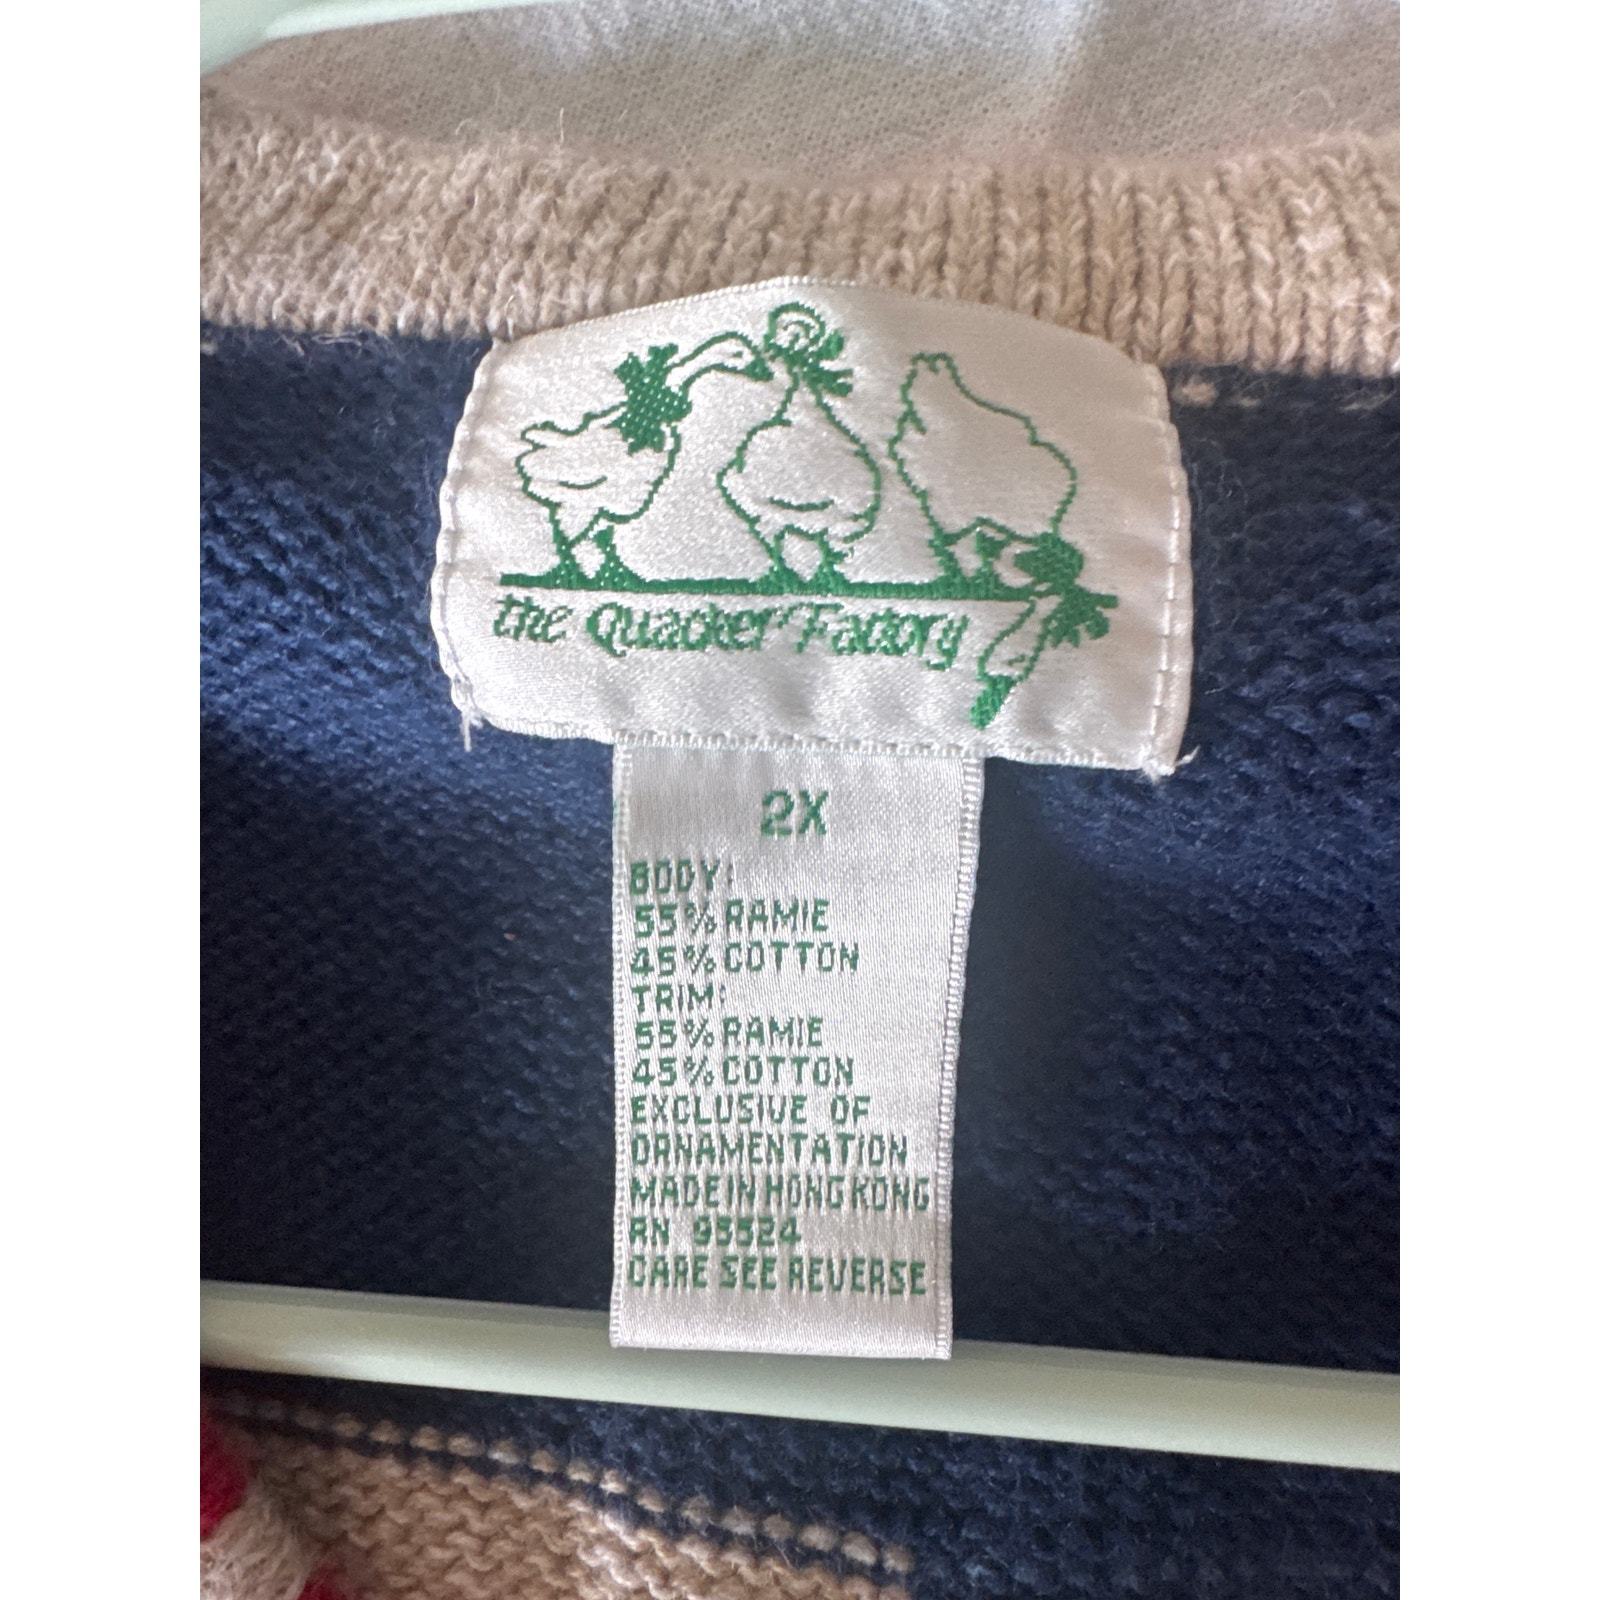 the Quacker Factory
2X
BODY:
55% RAMIE
45% COTTON
TRIM:
55% RAMIE
45% COTTON
EXCLUSIVE OF
ORNAMENTATION
MADE IN HONG KONG
RN 95524
CARE SEE REVERSE